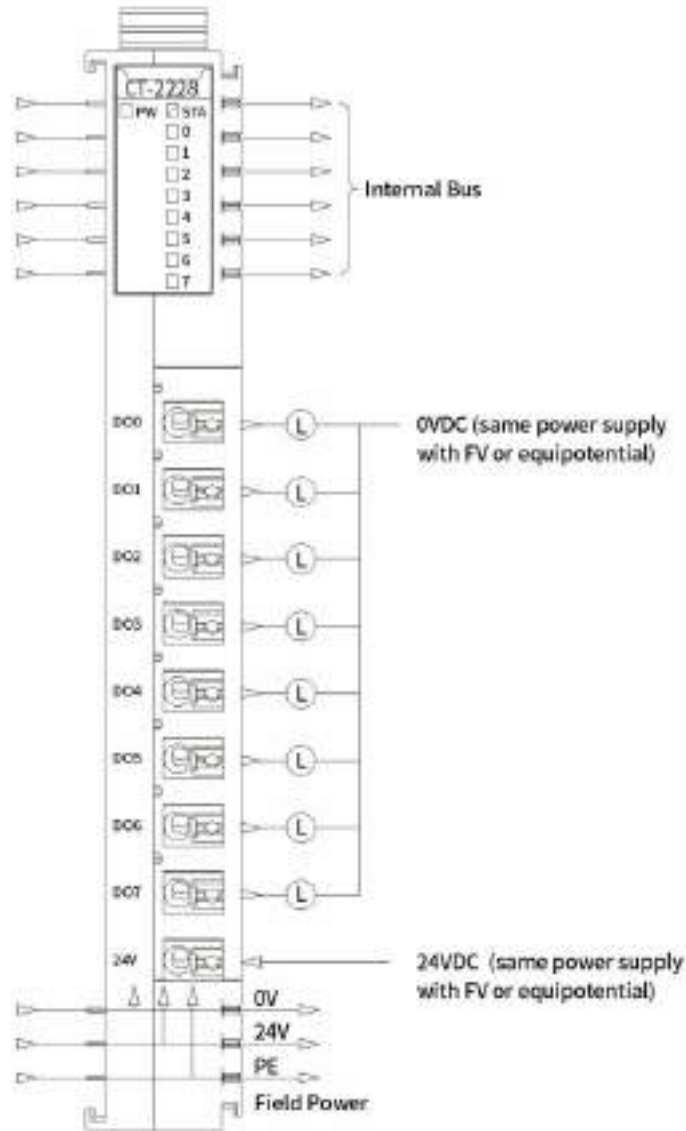 CT-2228
PW STA
0
1
2
3
4
5
6
7
Internal Bus
DO0 L 0VDC (same power supply
with FV or equipotential)
DO1 L
DO2 L
DO3 L
DO4 L
DO5 L
DO6 L
DO7 L
24V 24VDC (same power supply
with FV or equipotential)
0V
24V
PE
Field Power